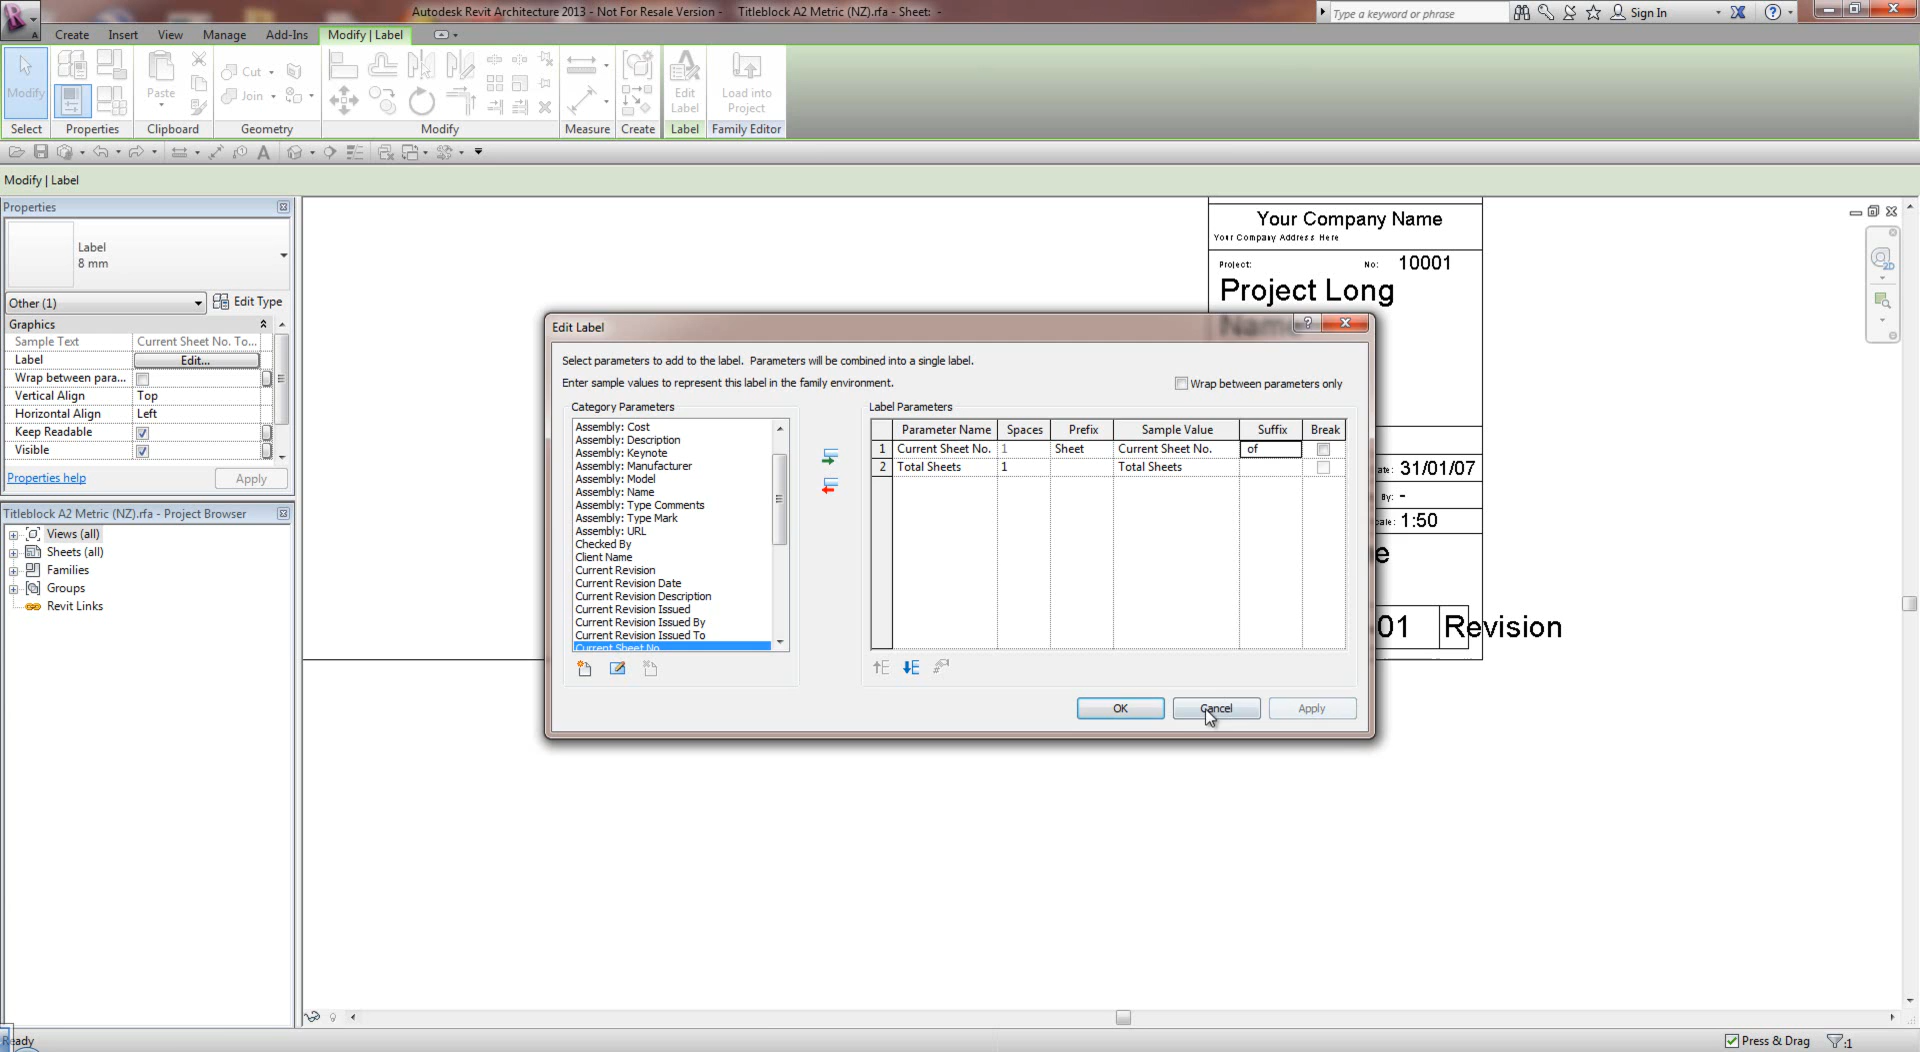 Autodesk Revit Architecture 2013 - Not For Resale Version - Titleblock A2 Metric (NZ).rfa - Sheet: -
Type a keyword or phrase
Sign In
Create Insert View Manage Add-Ins Modify | Label
Modify
Paste
Cut
Join
Edit Label
Load into Project
Select Properties Clipboard Geometry Modify Measure Create Label Family Editor
Modify | Label
Properties
Label
8 mm
Other (1)
Edit Type
Graphics
Sample Text Current Sheet No. To...
Label Edit...
Wrap between para...
Vertical Align Top
Horizontal Align Left
Keep Readable
Visible
Properties help
Apply
Titleblock A2 Metric (NZ).rfa - Project Browser
Views (all)
Sheets (all)
Families
Groups
Revit Links
Your Company Name
Your Company Address Here
Project: No: 10001
Project Long
Name
ate: 31/01/07
By: -
cale: 1:50
e
01 Revision
Edit Label
Select parameters to add to the label. Parameters will be combined into a single label.
Enter sample values to represent this label in the family environment.
Wrap between parameters only
Category Parameters
Assembly: Cost
Assembly: Description
Assembly: Keynote
Assembly: Manufacturer
Assembly: Model
Assembly: Name
Assembly: Type Comments
Assembly: Type Mark
Assembly: URL
Checked By
Client Name
Current Revision
Current Revision Date
Current Revision Description
Current Revision Issued
Current Revision Issued By
Current Revision Issued To
Current Sheet No.
Label Parameters
Parameter Name Spaces Prefix Sample Value Suffix Break
1 Current Sheet No. 1 Sheet Current Sheet No. of
2 Total Sheets 1 Total Sheets
OK Cancel Apply
Ready
Press & Drag
:1